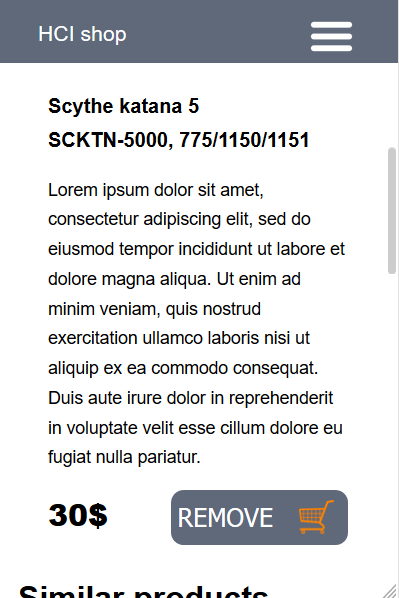 HCI shop
Scythe katana 5
SCKTN-5000, 775/1150/1151
Lorem ipsum dolor sit amet,
consectetur adipiscing elit, sed do
eiusmod tempor incididunt ut labore et
dolore magna aliqua. Ut enim ad
minim veniam, quis nostrud
exercitation ullamco laboris nisi ut
aliquip ex ea commodo consequat.
Duis aute irure dolor in reprehenderit
in voluptate velit esse cillum dolore eu
fugiat nulla pariatur.
30$ REMOVE
Similar products